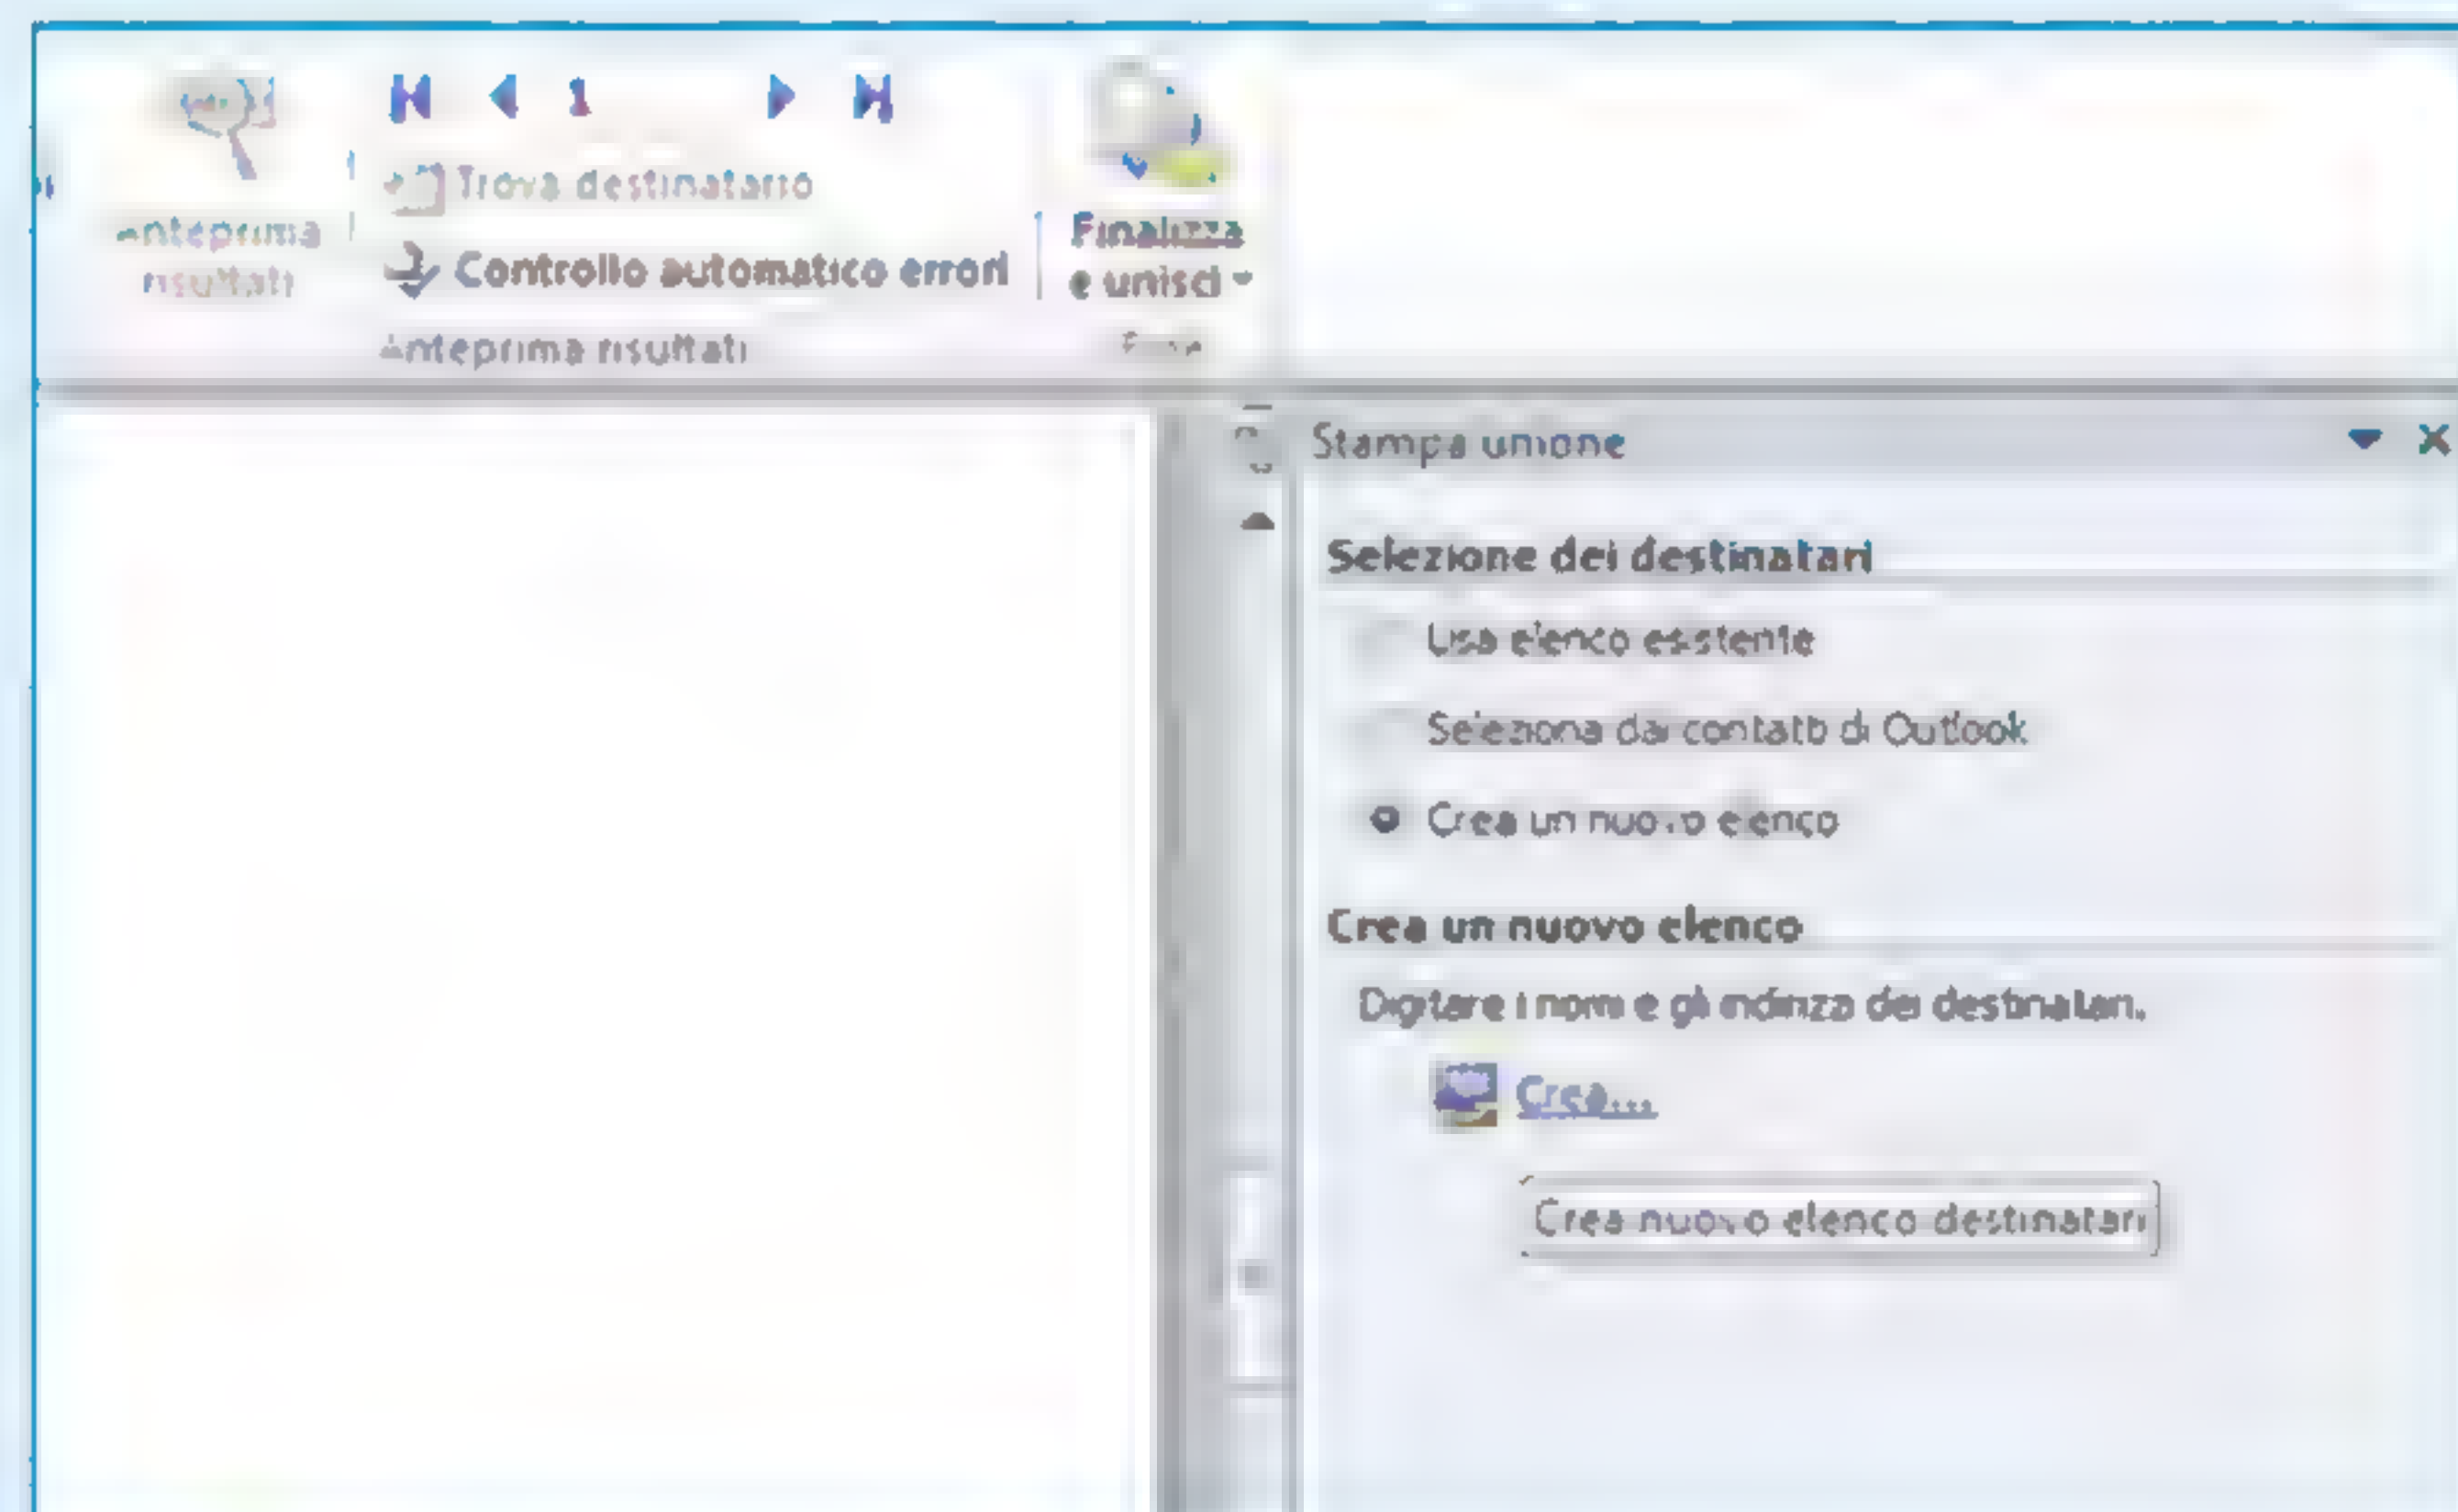 1
Trova destinatario
Anteprima
risultati
Controllo automatico errori
Finalizza
e unisci
Anteprima risultati
Stampa unione
Selezione dei destinatari
Usa elenco esistente
Seleziona dai contatti di Outlook
Crea un nuovo elenco
Crea un nuovo elenco
Digitare i nomi e gli indirizzi dei destinatari.
Crea...
Crea nuovo elenco destinatari